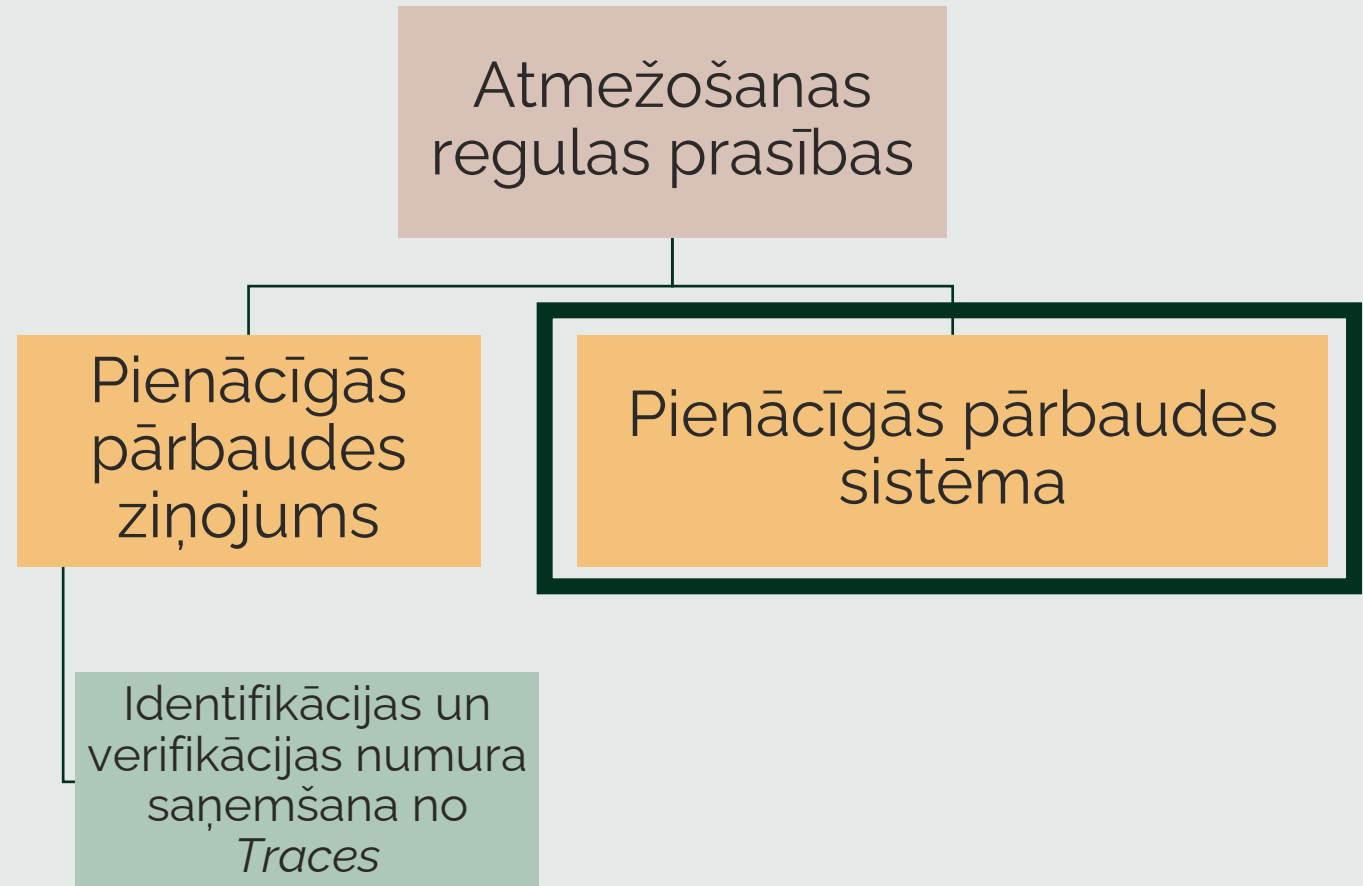 Atmežošanas
regulas prasības
Pienācīgās
pārbaudes
ziņojums
Pienācīgās pārbaudes
sistēma
Identifikācijas un
verifikācijas numura
saņemšana no
Traces